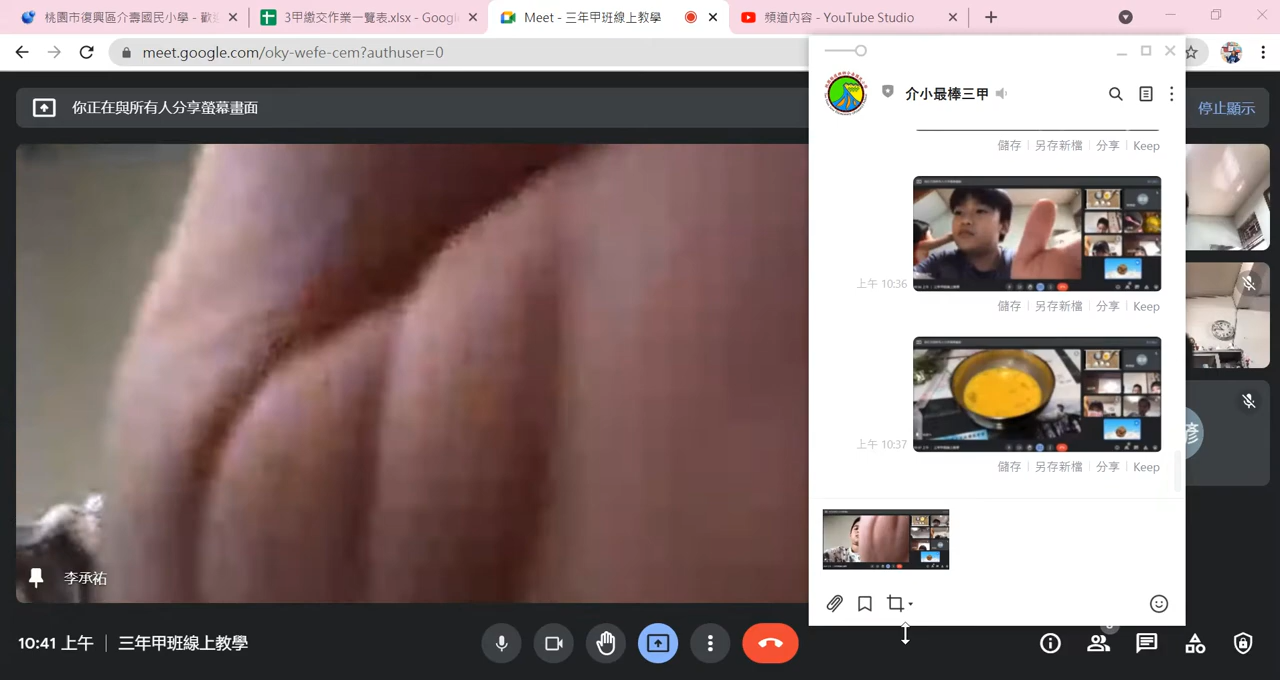 桃園市復興區介壽國民小學 - 歡
3甲繳交作業一覽表.xlsx - Googl
Meet - 三年甲班線上教學
頻道內容 - YouTube Studio
meet.google.com/oky-wefe-cem?authuser=0
你正在與所有人分享螢幕畫面
停止顯示
介小最棒三甲
儲存 另存新檔 分享 Keep
上午 10:36
儲存 另存新檔 分享 Keep
上午 10:37
儲存 另存新檔 分享 Keep
李承祐
10:41 上午 三年甲班線上教學